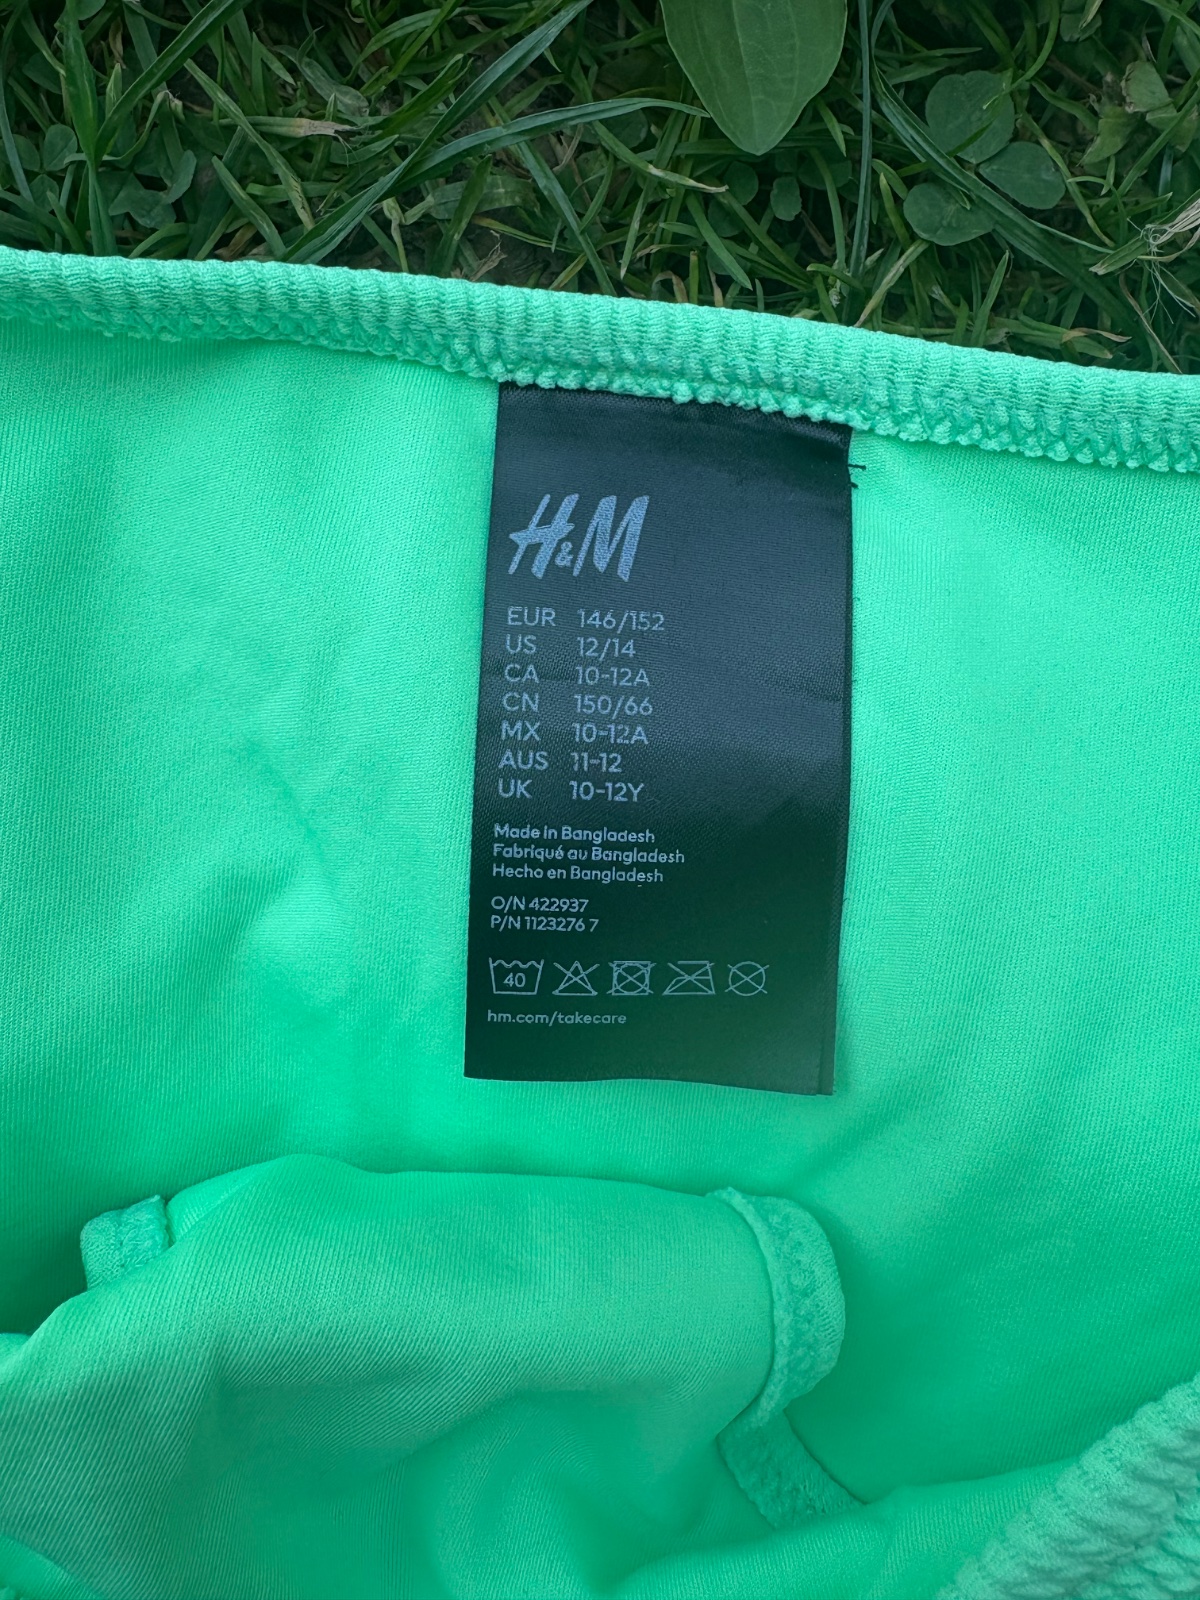 H&M
EUR 146/152
US 12/14
CA 10-12A
CN 150/66
MX 10-12A
AUS 11-12
UK 10-12Y
Made in Bangladesh
Fabriqué au Bangladesh
Hecho en Bangladesh
O/N 422937
P/N 1123276 7
40
hm.com/takecare